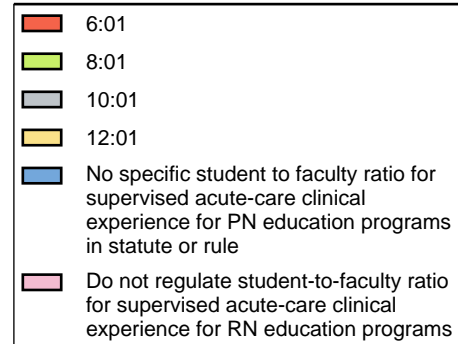 6:01
8:01
10:01
12:01
No specific student to faculty ratio for
supervised acute-care clinical
experience for PN education programs
in statute or rule
Do not regulate student-to-faculty ratio
for supervised acute-care clinical
experience for RN education programs